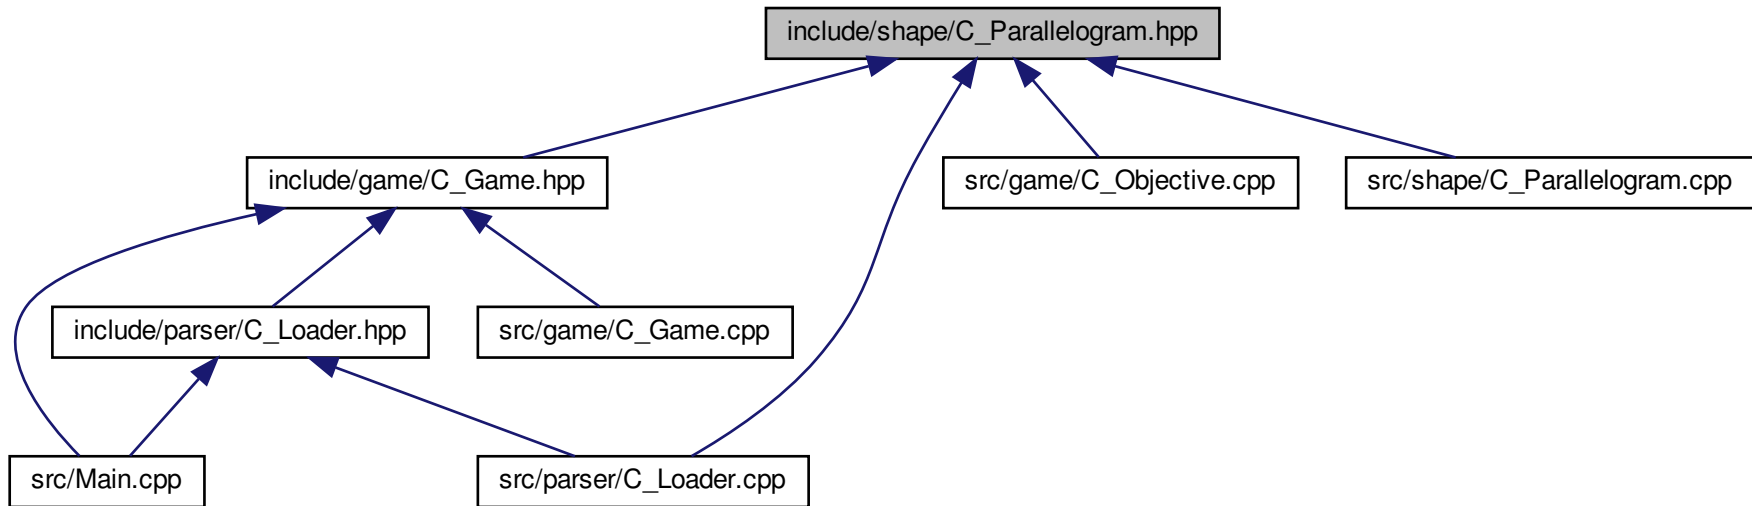 include/shape/C_Parallelogram.hpp
include/game/C_Game.hpp
src/game/C_Objective.cpp
src/shape/C_Parallelogram.cpp
include/parser/C_Loader.hpp
src/game/C_Game.cpp
src/Main.cpp
src/parser/C_Loader.cpp